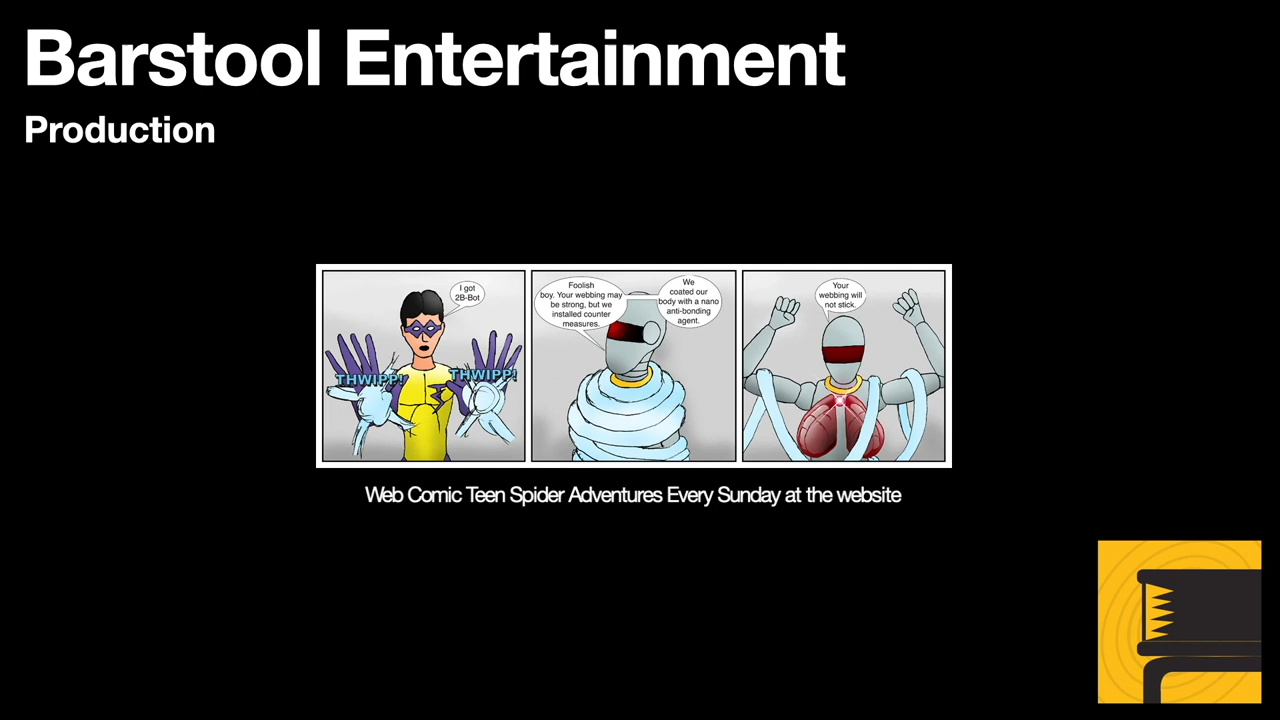 Barstool Entertainment
Production
I got
2B-Bot
THWIPP!
THWIPP!
Foolish
boy. Your webbing may
be strong, but we
installed counter
measures.
We
coated our
body with a nano
anti-bonding
agent.
Your
webbing will
not stick.
Web Comic Teen Spider Adventures Every Sunday at the website